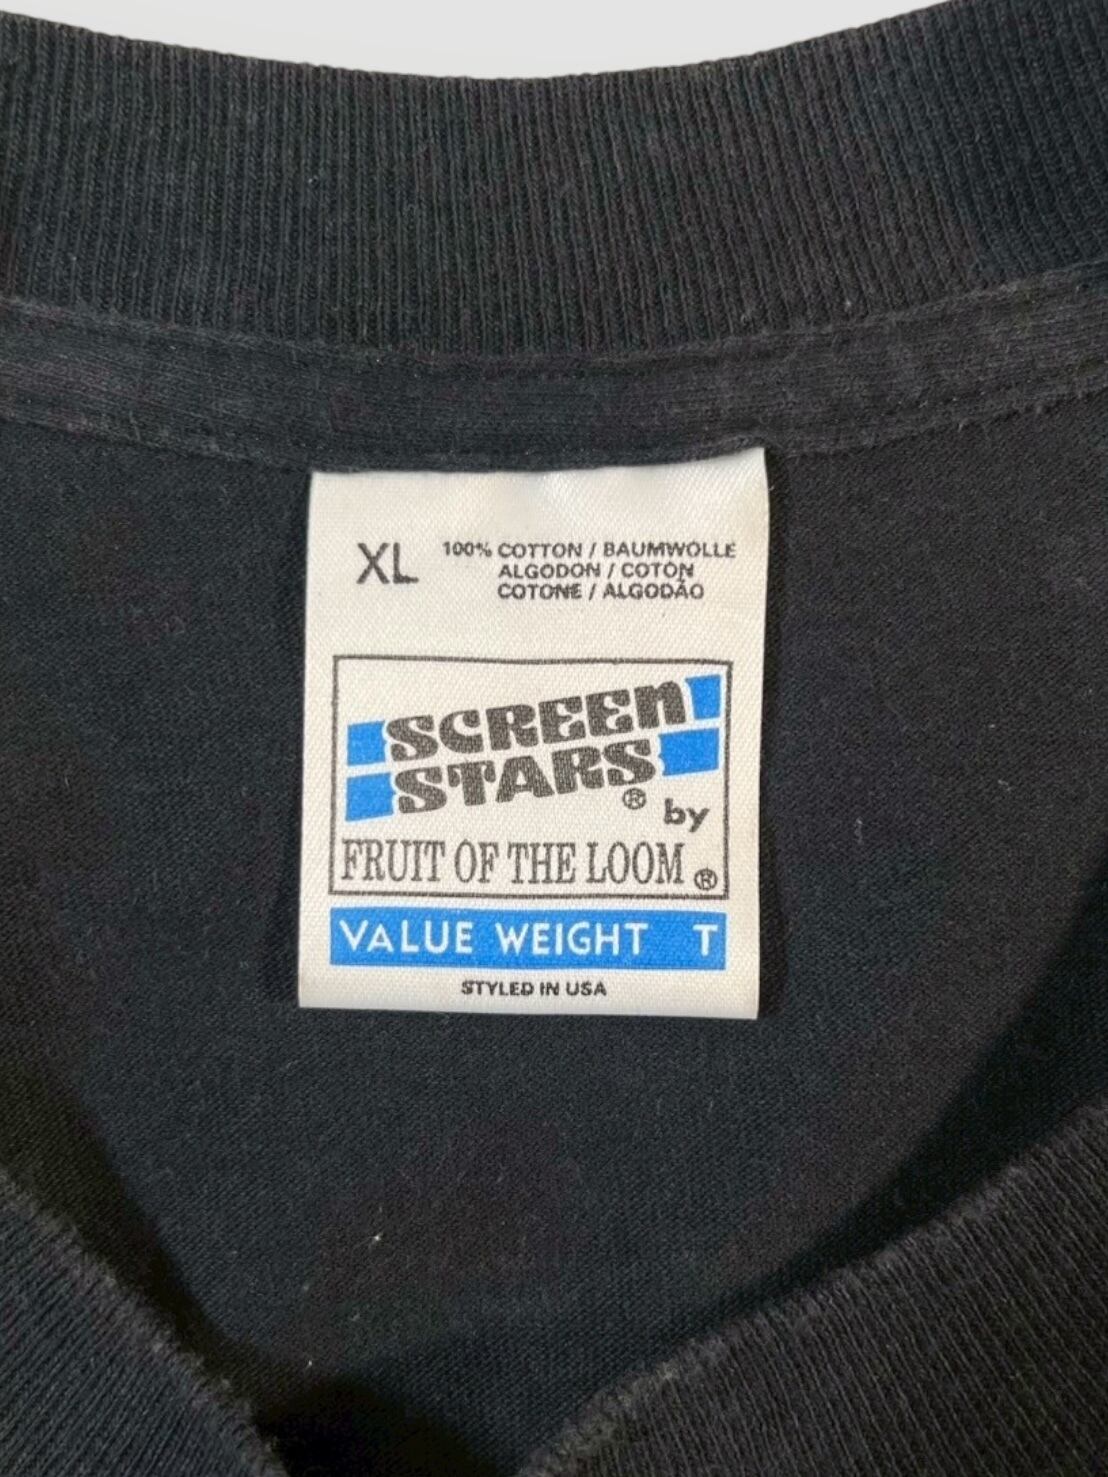 XL
100% COTTON / BAUMWOLLE
ALGODON / COTON
COTONE / ALGODÃO
SCREEN
STARS® by
FRUIT OF THE LOOM®
VALUE WEIGHT T
STYLED IN USA